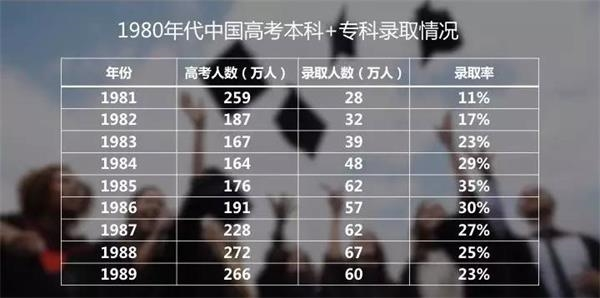 1980年代中国高考本科+专科录取情况
年份 高考人数（万人） 录取人数（万人） 录取率
1981 259 28 11%
1982 187 32 17%
1983 167 39 23%
1984 164 48 29%
1985 176 62 35%
1986 191 57 30%
1987 228 62 27%
1988 272 67 25%
1989 266 60 23%